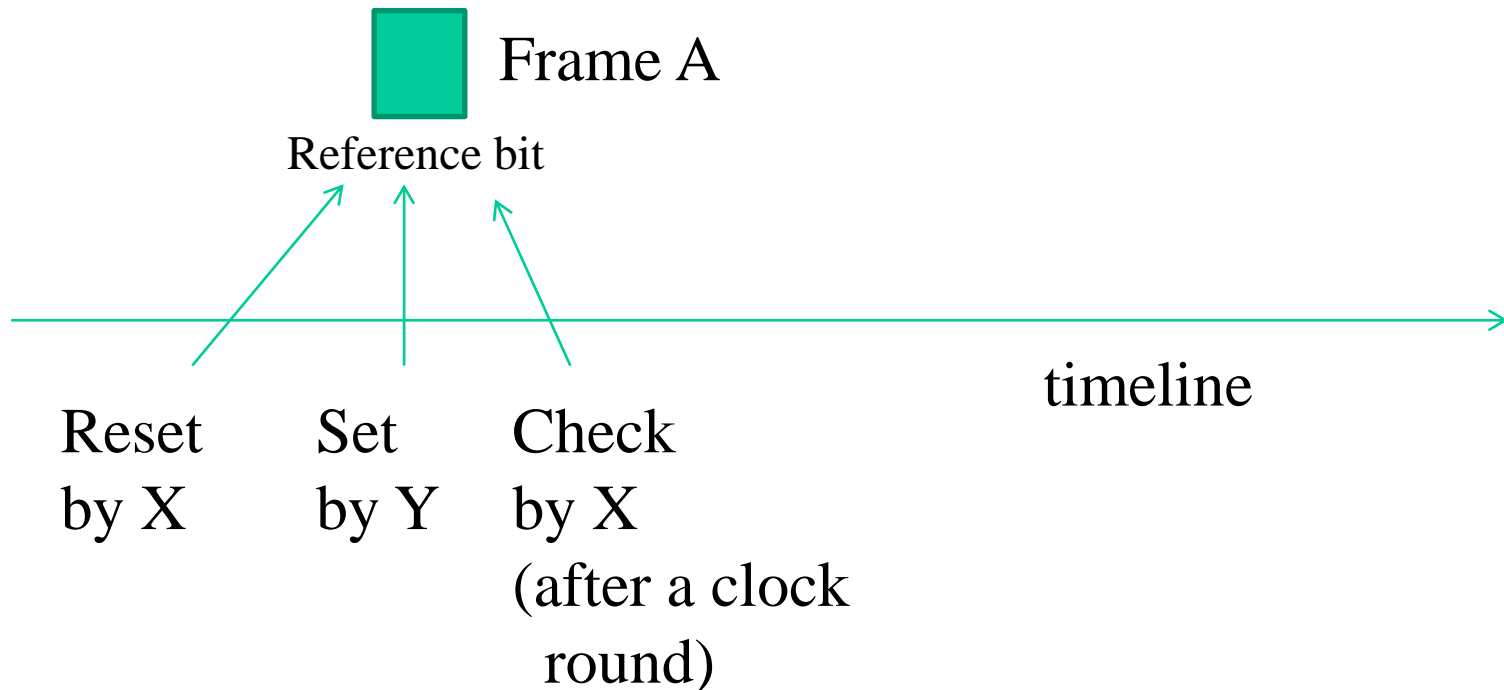 Frame A
Reference bit
timeline
Reset
by X
Set
by Y
Check
by X
(after a clock
round)